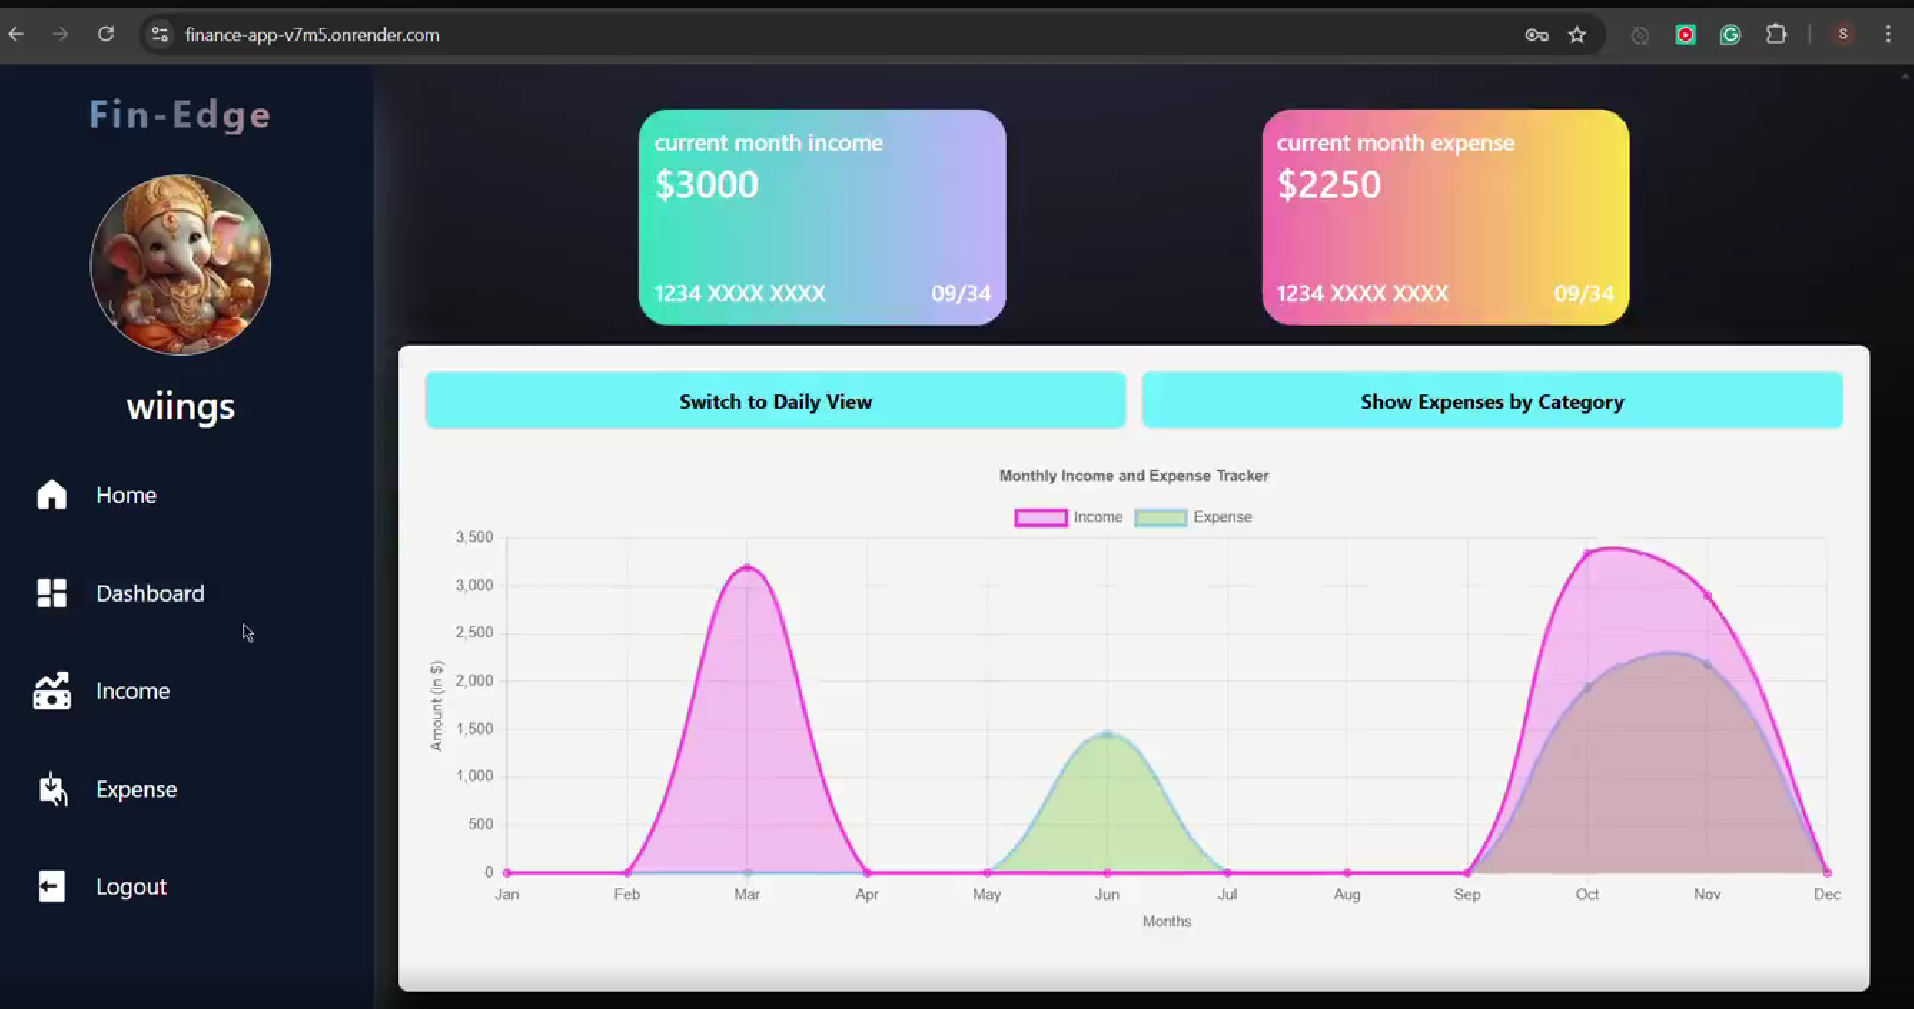 finance-app-v7m5.onrender.com
S
Fin-Edge
wiings
Home
Dashboard
Income
Expense
Logout
current month income
$3000
1234 XXXX XXXX 09/34
current month expense
$2250
1234 XXXX XXXX 09/34
Switch to Daily View
Show Expenses by Category
Monthly Income and Expense Tracker
Income Expense
Amount (in $)
3,500
3,000
2,500
2,000
1,500
1,000
500
0
Jan Feb Mar Apr May Jun Jul Aug Sep Oct Nov Dec
Months